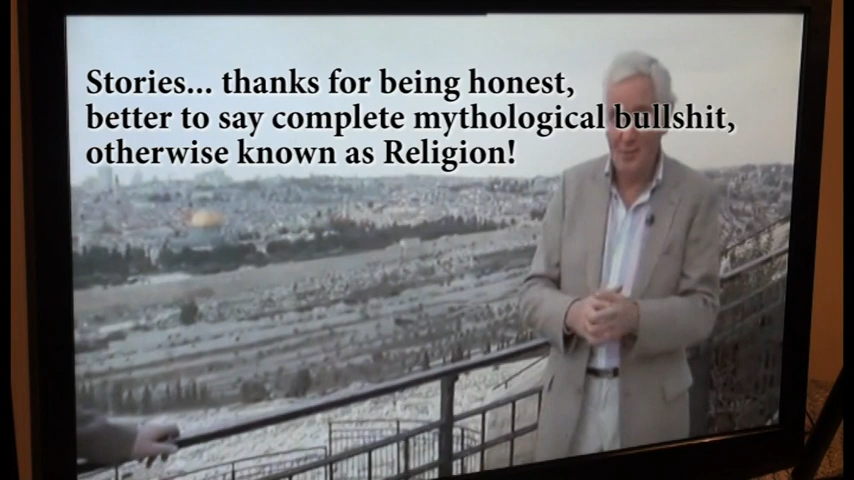 Stories... thanks for being honest,
better to say complete mythological bullshit,
otherwise known as Religion!